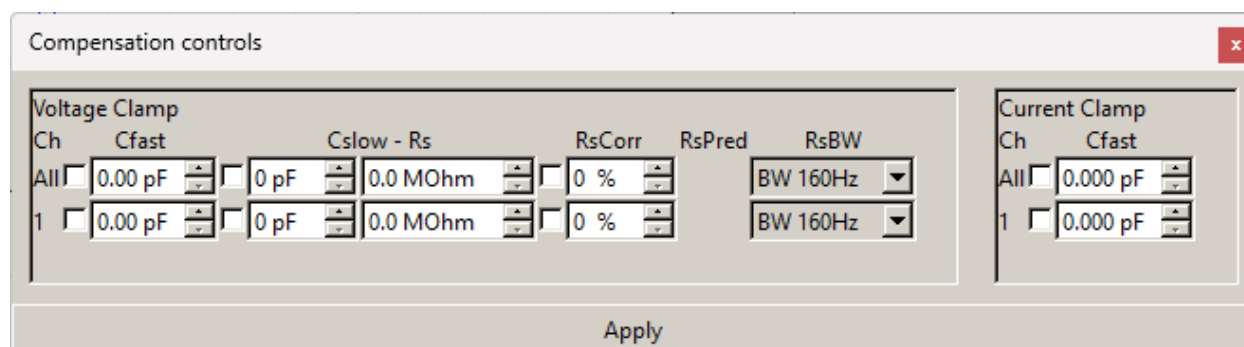 Compensation controls
x
Voltage Clamp
Ch Cfast Cslow - Rs RsCorr RsPred RsBW
All 0.00 pF 0 pF 0.0 MOhm 0 % BW 160Hz
1 0.00 pF 0 pF 0.0 MOhm 0 % BW 160Hz
Current Clamp
Ch Cfast
All 0.000 pF
1 0.000 pF
Apply